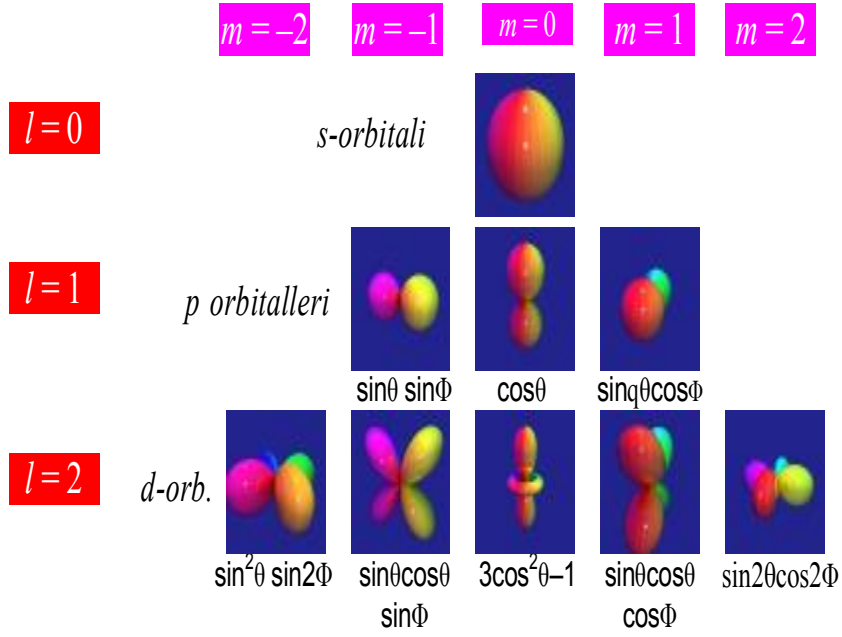 m = –2 m = –1 m = 0 m = 1 m = 2
l = 0 s-orbitali
l = 1 p orbitalleri
sinθ sinΦ cosθ sinqθcosΦ
l = 2 d-orb.
sin²θ sin2Φ sinθcosθ 3cos²θ–1 sinθcosθ sin2θcos2Φ
sinΦ cosΦ